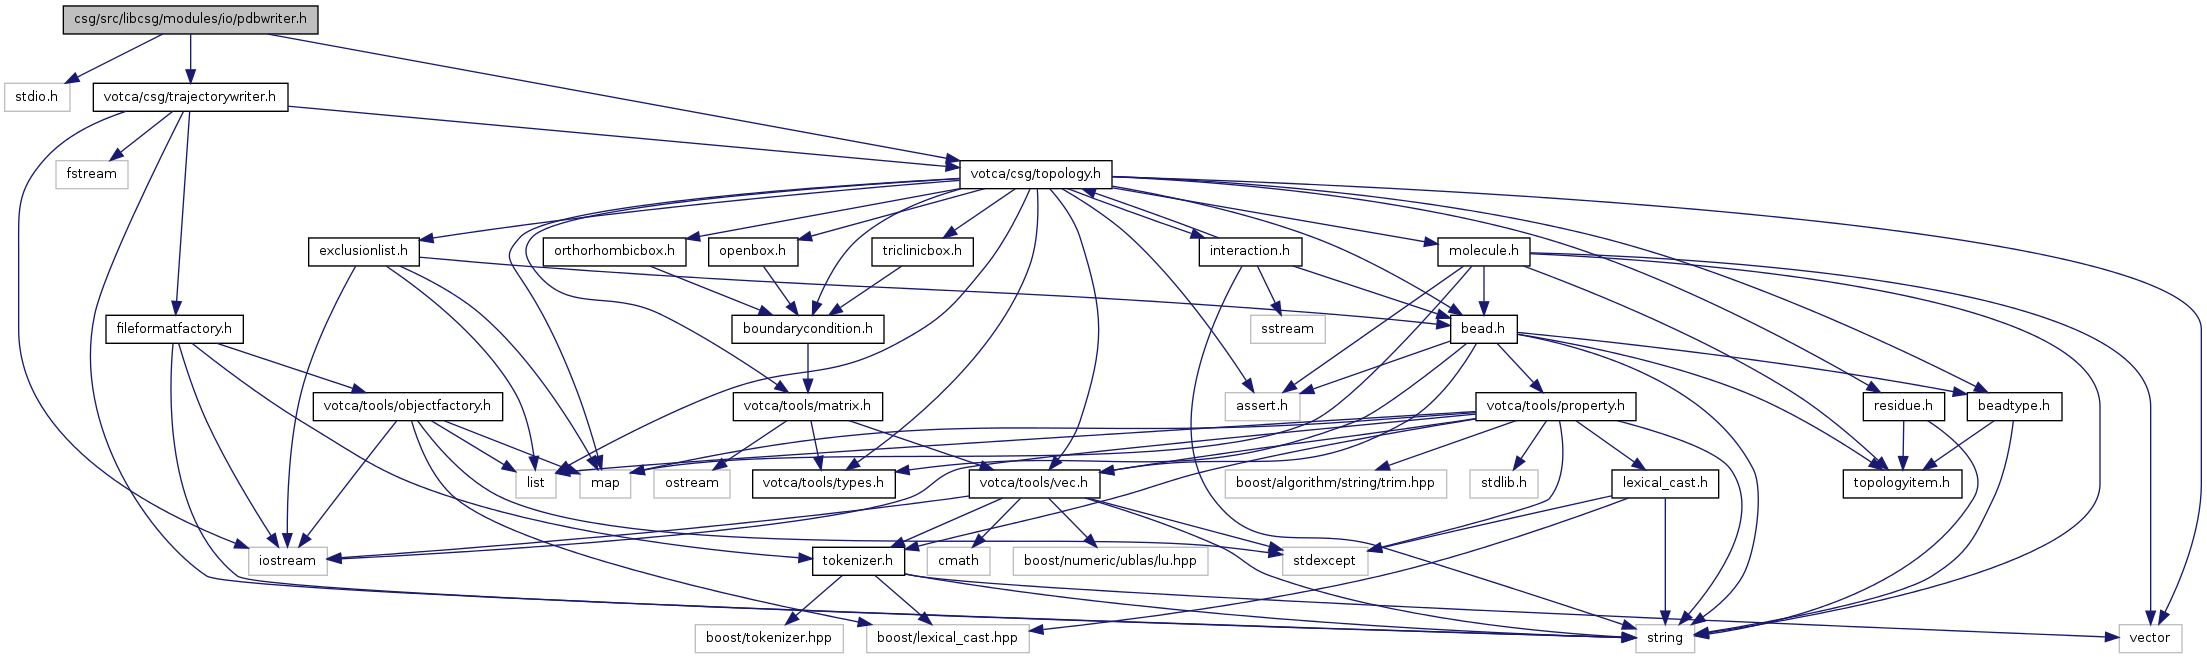 csg/src/libcsg/modules/io/pdbwriter.h
stdio.h
votca/csg/trajectorywriter.h
fstream
votca/csg/topology.h
exclusionlist.h
orthorhombicbox.h
openbox.h
triclinicbox.h
interaction.h
molecule.h
fileformatfactory.h
boundarycondition.h
sstream
bead.h
votca/tools/objectfactory.h
votca/tools/matrix.h
assert.h
votca/tools/property.h
residue.h
beadtype.h
list
map
ostream
votca/tools/types.h
votca/tools/vec.h
boost/algorithm/string/trim.hpp
stdlib.h
lexical_cast.h
topologyitem.h
iostream
tokenizer.h
cmath
boost/numeric/ublas/lu.hpp
stdexcept
boost/tokenizer.hpp
boost/lexical_cast.hpp
string
vector